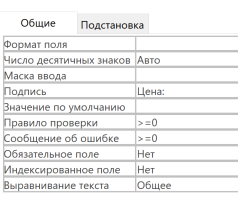 Общие Подстановка
Формат поля
Число десятичных знаков Авто
Маска ввода
Подпись Цена:
Значение по умолчанию
Правило проверки >=0
Сообщение об ошибке >=0
Обязательное поле Нет
Индексированное поле Нет
Выравнивание текста Общее